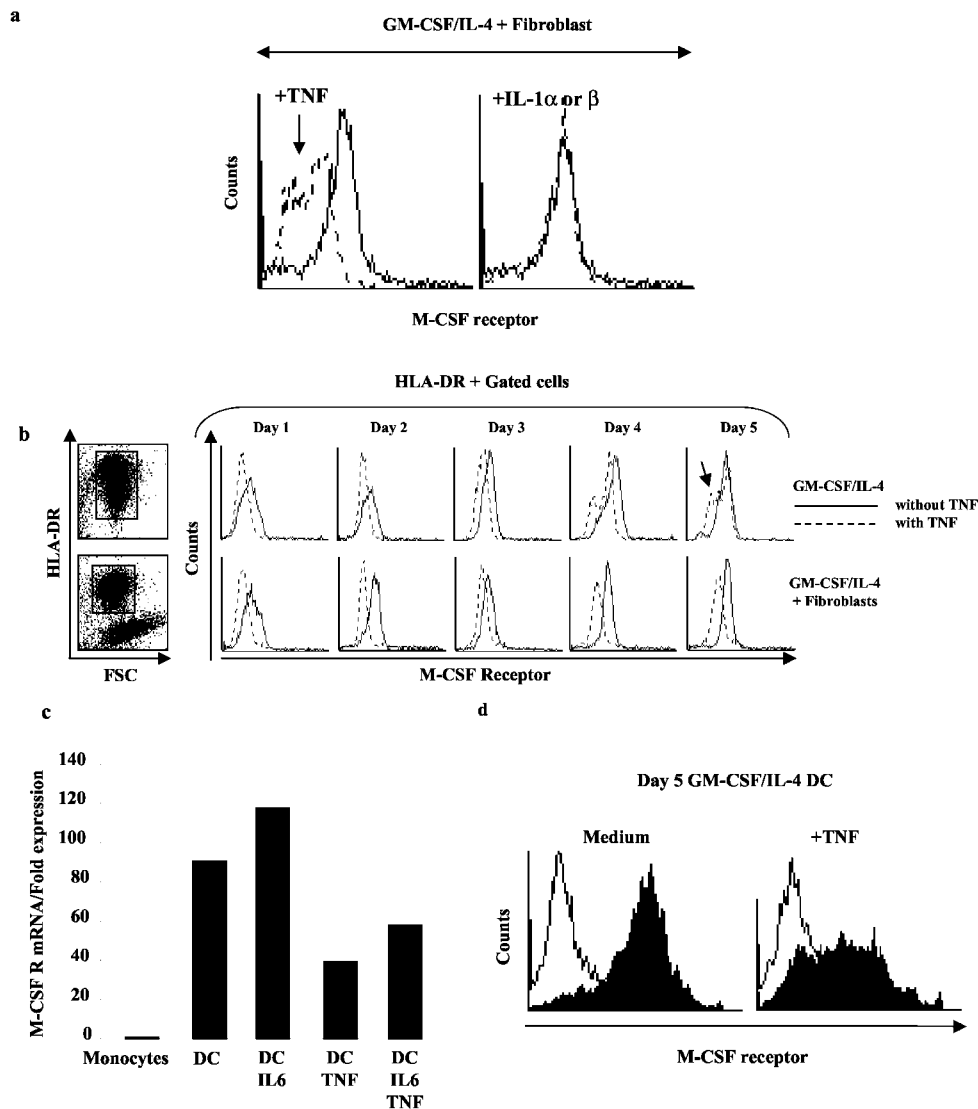 a
GM-CSF/IL-4 + Fibroblast
+TNF
+IL-1α or β
Counts
M-CSF receptor
HLA-DR + Gated cells
b
Day 1
Day 2
Day 3
Day 4
Day 5
HLA-DR
Counts
GM-CSF/IL-4
without TNF
with TNF
GM-CSF/IL-4
+ Fibroblasts
FSC
M-CSF Receptor
c
M-CSF R mRNA/Fold expression
140
120
100
80
60
40
20
0
Monocytes
DC
DC
IL6
DC
TNF
DC
IL6
TNF
d
Day 5 GM-CSF/IL-4 DC
Medium
+TNF
Counts
M-CSF receptor